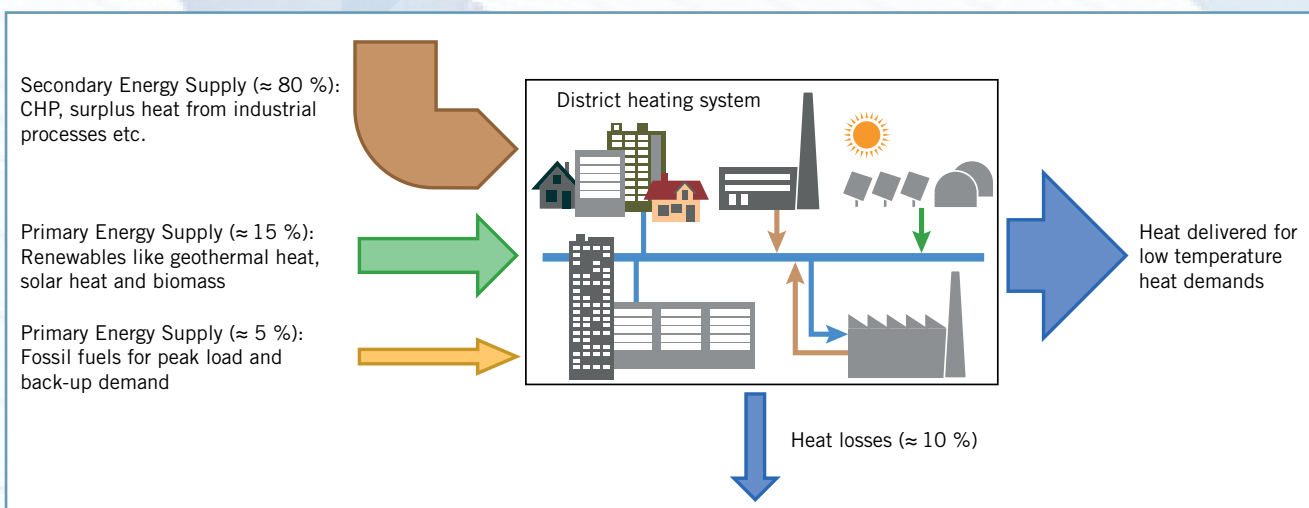 Secondary Energy Supply (≈ 80 %):
CHP, surplus heat from industrial
processes etc.
District heating system
Primary Energy Supply (≈ 15 %):
Renewables like geothermal heat,
solar heat and biomass
Heat delivered for
low temperature
heat demands
Primary Energy Supply (≈ 5 %):
Fossil fuels for peak load and
back-up demand
Heat losses (≈ 10 %)